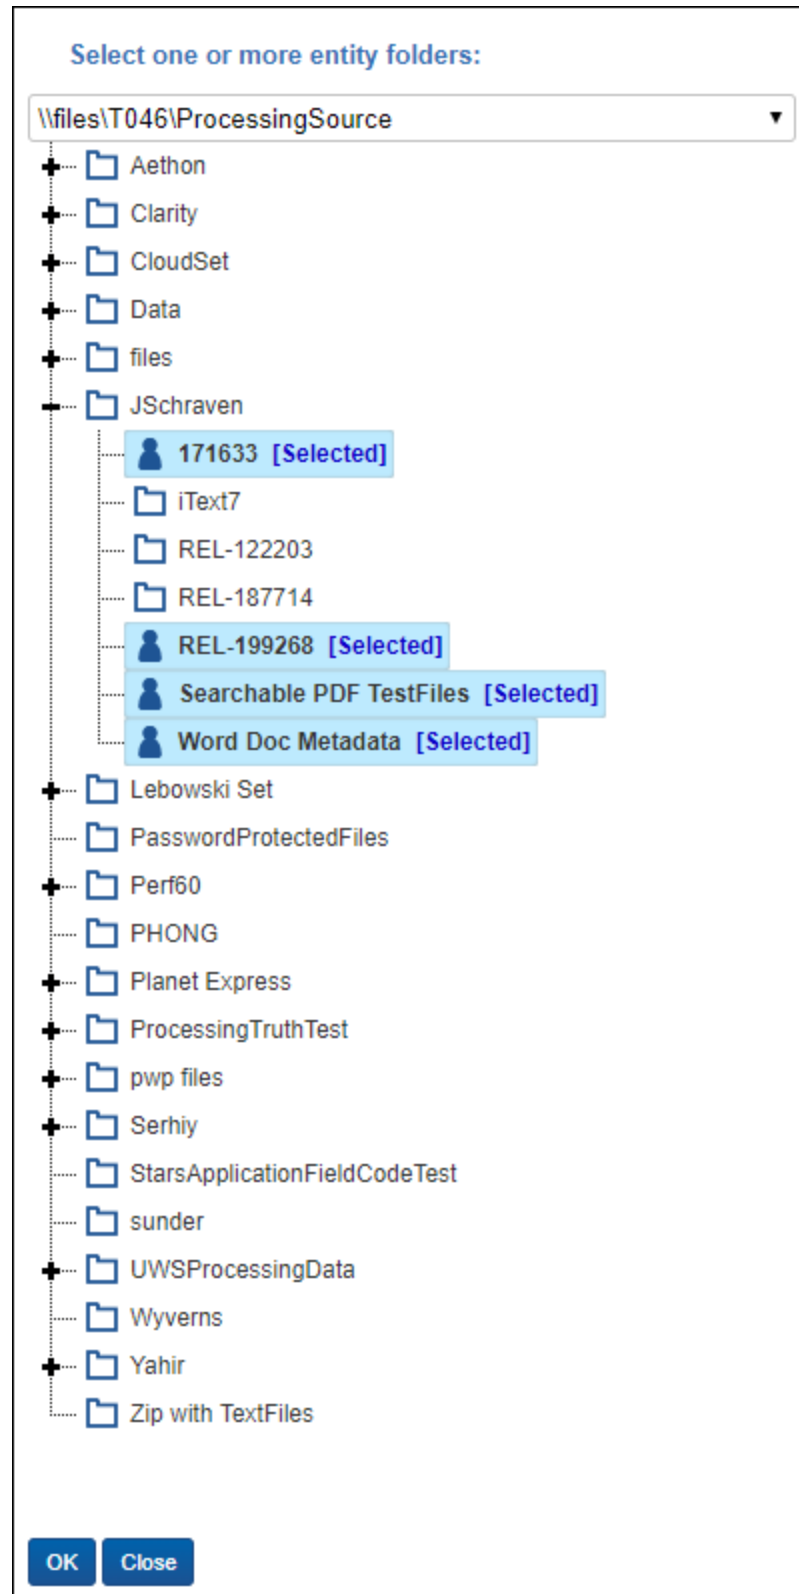 Select one or more entity folders:
\\files\T046\ProcessingSource
Aethon
Clarity
CloudSet
Data
files
JSchraven
171633 [Selected]
iText7
REL-122203
REL-187714
REL-199268 [Selected]
Searchable PDF TestFiles [Selected]
Word Doc Metadata [Selected]
Lebowski Set
PasswordProtectedFiles
Perf60
PHONG
Planet Express
ProcessingTruthTest
pwp files
Serhiy
StarsApplicationFieldCodeTest
sunder
UWSProcessingData
Wyverns
Yahir
Zip with TextFiles
OK Close